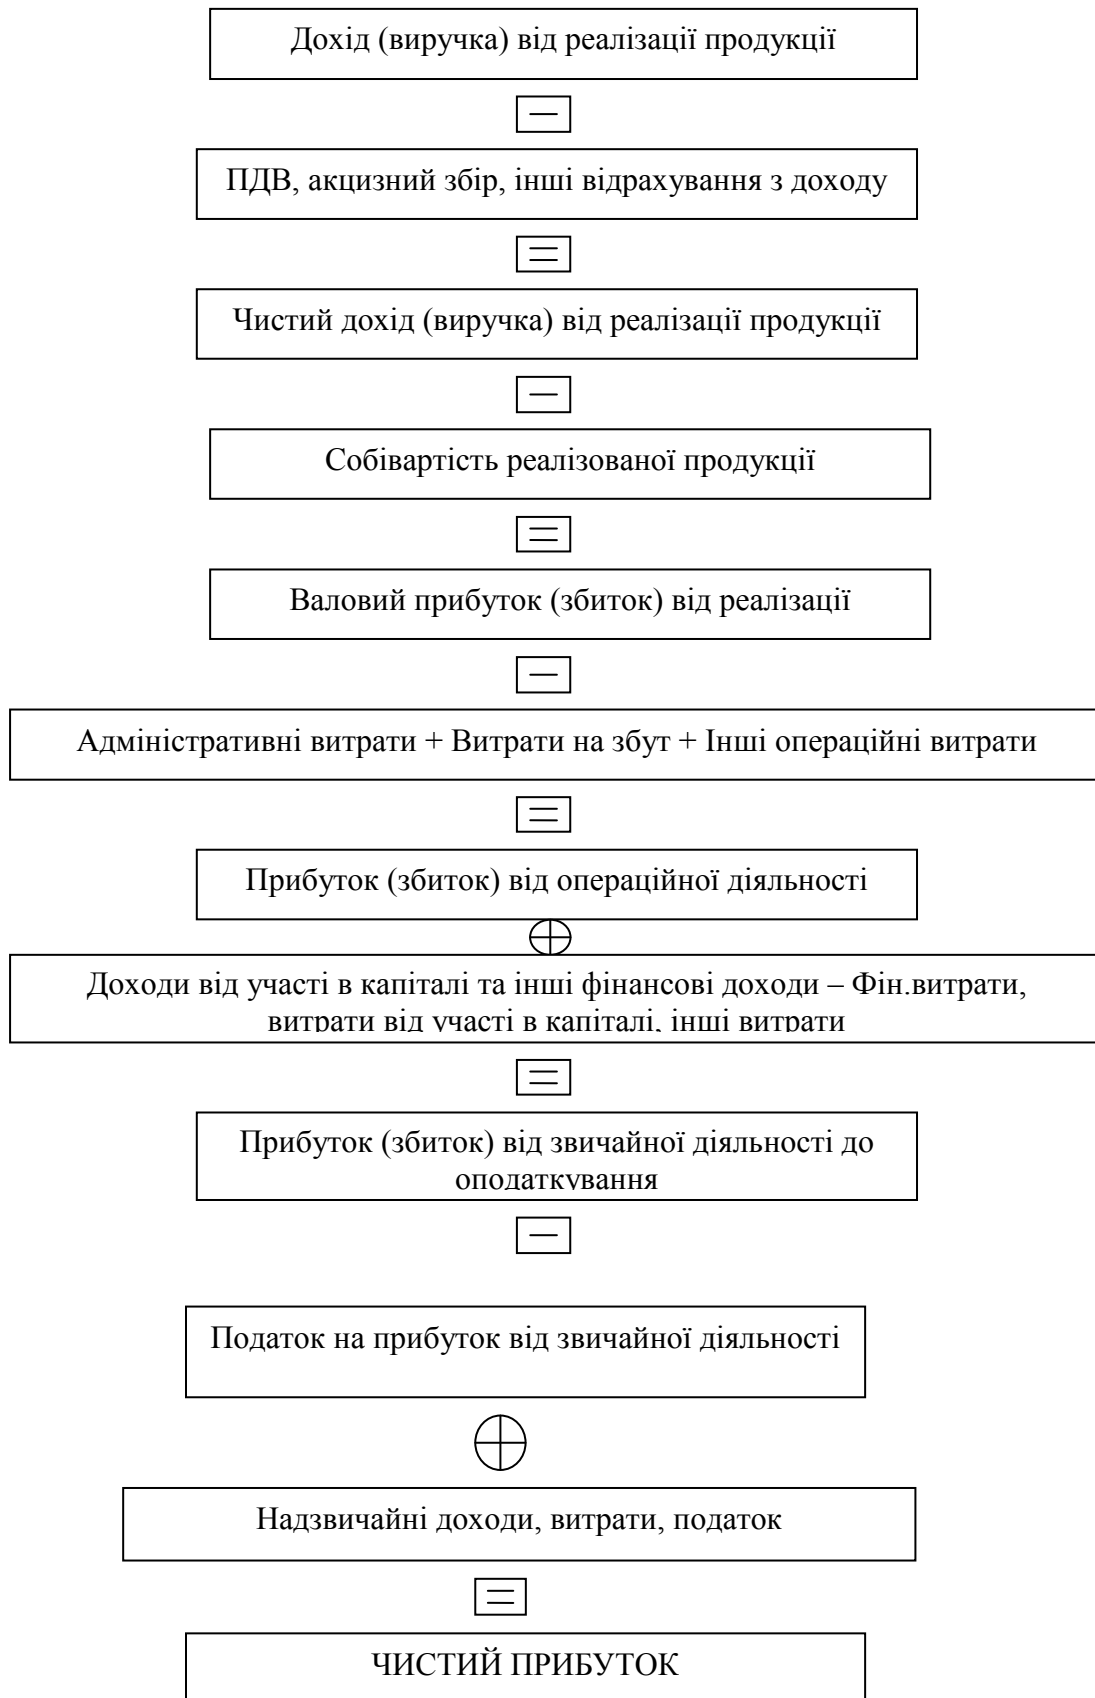 Дохід (виручка) від реалізації продукції
—
ПДВ, акцизний збір, інші відрахування з доходу
=
Чистий дохід (виручка) від реалізації продукції
—
Собівартість реалізованої продукції
=
Валовий прибуток (збиток) від реалізації
—
Адміністративні витрати + Витрати на збут + Інші операційні витрати
=
Прибуток (збиток) від операційної діяльності
Доходи від участі в капіталі та інші фінансові доходи – Фін.витрати,
витрати від участі в капіталі, інші витрати
=
Прибуток (збиток) від звичайної діяльності до
оподаткування
—
Податок на прибуток від звичайної діяльності
Надзвичайні доходи, витрати, податок
=
ЧИСТИЙ ПРИБУТОК